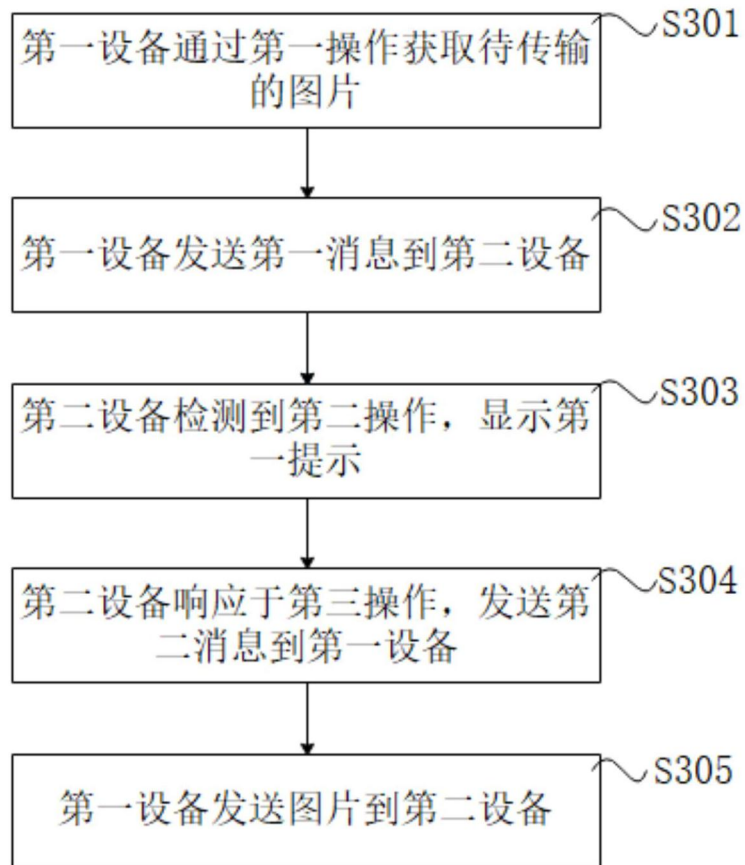 S301
第一设备通过第一操作获取待传输
的图片
S302
第一设备发送第一消息到第二设备
S303
第二设备检测到第二操作，显示第
一提示
S304
第二设备响应于第三操作，发送第
二消息到第一设备
S305
第一设备发送图片到第二设备